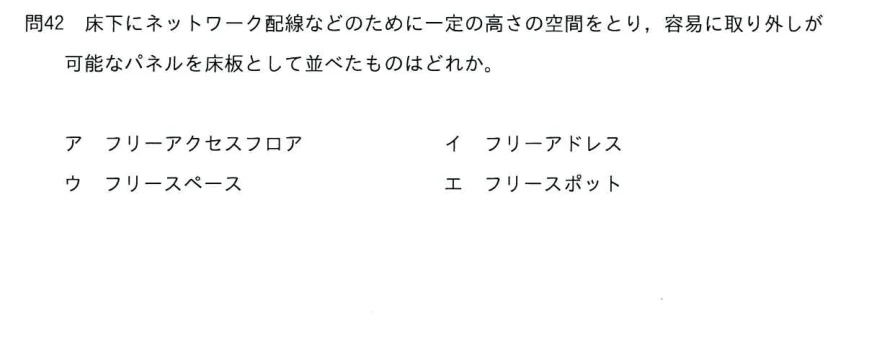 問42　床下にネットワーク配線などのために一定の高さの空間をとり，容易に取り外しが
可能なパネルを床板として並べたものはどれか。
ア　フリーアクセスフロア　イ　フリーアドレス
ウ　フリースペース　エ　フリースポット